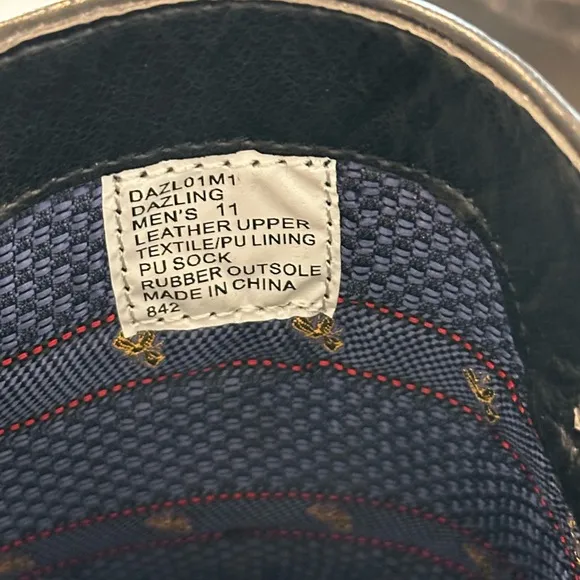 DAZL01M1
DAZLING
MEN'S 11
LEATHER UPPER
TEXTILE/PU LINING
PU SOCK
RUBBER OUTSOLE
MADE IN CHINA
842